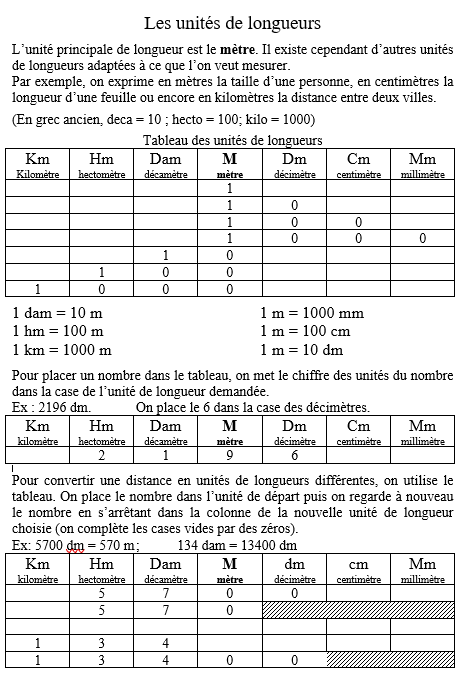 Les unités de longueurs
L'unité principale de longueur est le mètre. Il existe cependant d'autres unités
de longueurs adaptées à ce que l'on veut mesurer.
Par exemple, on exprime en mètres la taille d'une personne, en centimètres la
longueur d'une feuille ou encore en kilomètres la distance entre deux villes.
(En grec ancien, deca = 10 ; hecto = 100; kilo = 1000)
Tableau des unités de longueurs
Km Hm Dam M Dm Cm Mm
Kilomètre hectomètre décamètre mètre décimètre centimètre millimètre
1
1 0
1 0 0
1 0 0 0
1 0
1 0 0
1 0 0 0
1 dam = 10 m 1 m = 1000 mm
1 hm = 100 m 1 m = 100 cm
1 km = 1000 m 1 m = 10 dm
Pour placer un nombre dans le tableau, on met le chiffre des unités du nombre
dans la case de l'unité de longueur demandée.
Ex : 2196 dm. On place le 6 dans la case des décimètres.
Km Hm Dam M Dm Cm Mm
kilomètre hectomètre décamètre mètre décimètre centimètre millimètre
2 1 9 6
Pour convertir une distance en unités de longueurs différentes, on utilise le
tableau. On place le nombre dans l'unité de départ puis on regarde à nouveau
le nombre en s'arrêtant dans la colonne de la nouvelle unité de longueur
choisie (on complète les cases vides par des zéros).
Ex: 5700 dm = 570 m; 134 dam = 13400 dm
Km Hm Dam M dm cm Mm
kilomètre hectomètre décamètre mètre décimètre centimètre millimètre
5 7 0 0
5 7 0
1 3 4
1 3 4 0 0